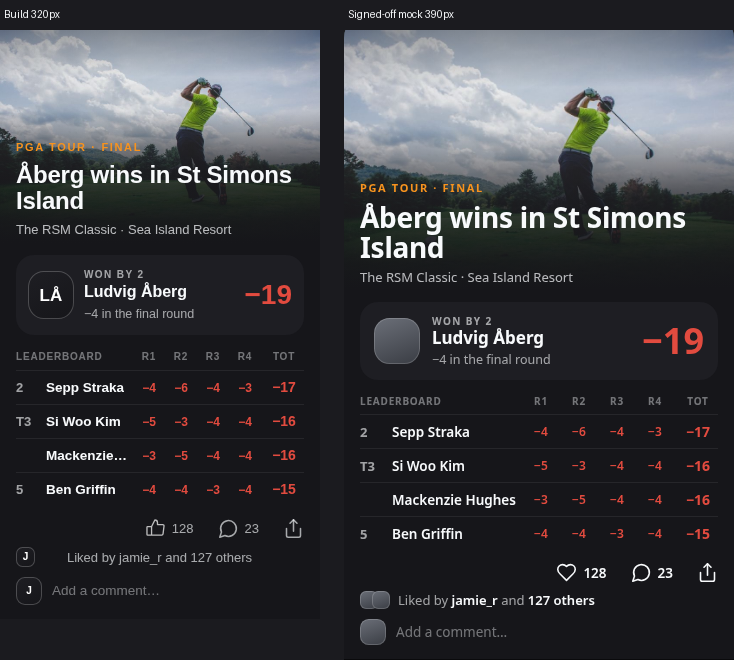 Build 320px
PGA TOUR · FINAL
Åberg wins in St Simons
Island
The RSM Classic · Sea Island Resort
LÅ
WON BY 2
Ludvig Åberg
−4 in the final round
−19
LEADERBOARD R1 R2 R3 R4 TOT
2 Sepp Straka −4 −6 −4 −3 −17
T3 Si Woo Kim −5 −3 −4 −4 −16
Mackenzie… −3 −5 −4 −4 −16
5 Ben Griffin −4 −4 −3 −4 −15
128 23
J Liked by jamie_r and 127 others
J Add a comment…
Signed-off mock 390px
PGA TOUR · FINAL
Åberg wins in St Simons
Island
The RSM Classic · Sea Island Resort
WON BY 2
Ludvig Åberg
−4 in the final round
−19
LEADERBOARD R1 R2 R3 R4 TOT
2 Sepp Straka −4 −6 −4 −3 −17
T3 Si Woo Kim −5 −3 −4 −4 −16
Mackenzie Hughes −3 −5 −4 −4 −16
5 Ben Griffin −4 −4 −3 −4 −15
128 23
Liked by jamie_r and 127 others
Add a comment…